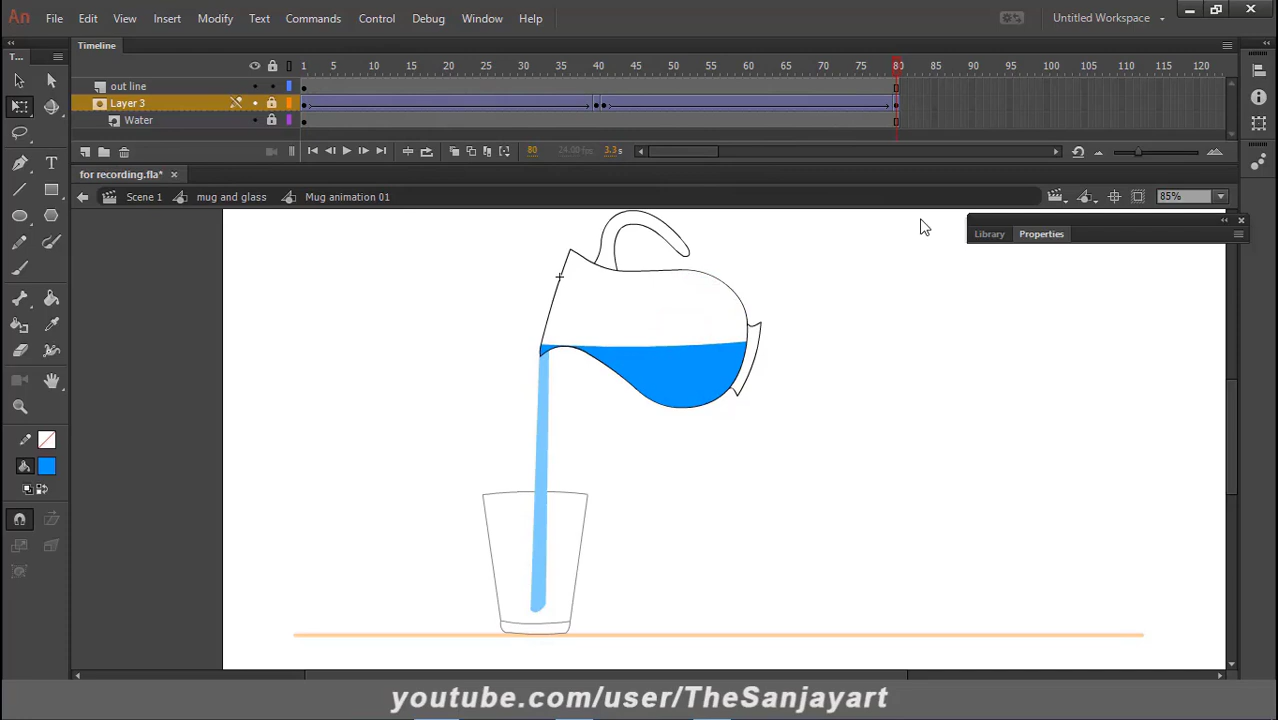 An File Edit View Insert Modify Text Commands Control Debug Window Help Untitled Workspace
T... Timeline
1 5 10 15 20 25 30 35 40 45 50 55 60 65 70 75 80 85 90 95 100 105 110 115 120
out line
Layer 3
Water
80 24.00 fps 3.3 s
for recording.fla*
Scene 1 mug and glass Mug animation 01 85%
Library Properties
youtube.com/user/TheSanjayart